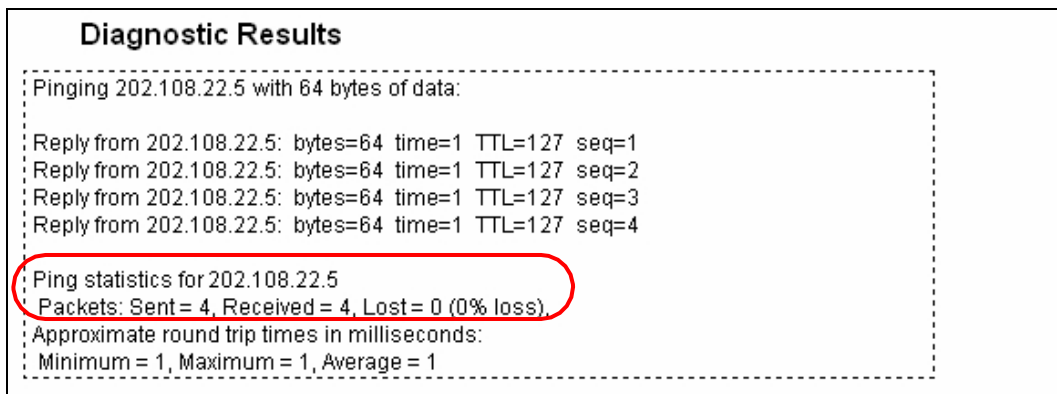 Diagnostic Results
Pinging 202.108.22.5 with 64 bytes of data:
Reply from 202.108.22.5: bytes=64 time=1 TTL=127 seq=1
Reply from 202.108.22.5: bytes=64 time=1 TTL=127 seq=2
Reply from 202.108.22.5: bytes=64 time=1 TTL=127 seq=3
Reply from 202.108.22.5: bytes=64 time=1 TTL=127 seq=4
Ping statistics for 202.108.22.5
Packets: Sent = 4, Received = 4, Lost = 0 (0% loss),
Approximate round trip times in milliseconds:
Minimum = 1, Maximum = 1, Average = 1